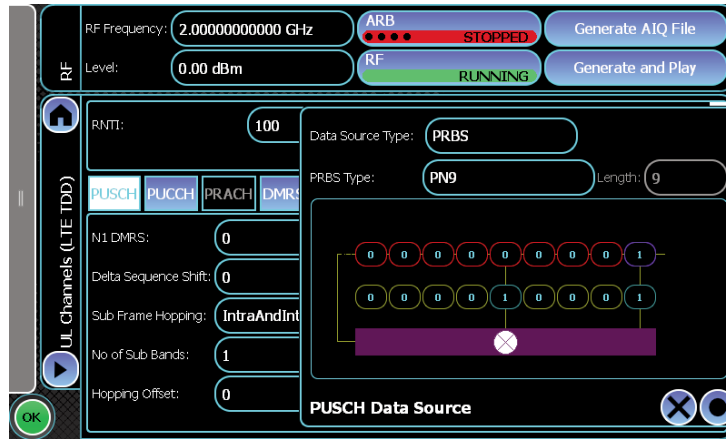 RF Frequency: 2.00000000000 GHz
ARB
STOPPED
Generate AIQ File
RF
Level: 0.00 dBm
RF
RUNNING
Generate and Play
UL Channels (LTE TDD)
RNTI: 100
PUSCH PUCCH PRACH DMRS
N1 DMRS: 0
Delta Sequence Shift: 0
Sub Frame Hopping: IntraAndInt
No of Sub Bands: 1
Hopping Offset: 0
Data Source Type: PRBS
PRBS Type: PN9 Length: 9
0 0 0 0 0 0 0 0 1
0 0 0 0 1 0 0 0 1
PUSCH Data Source
OK